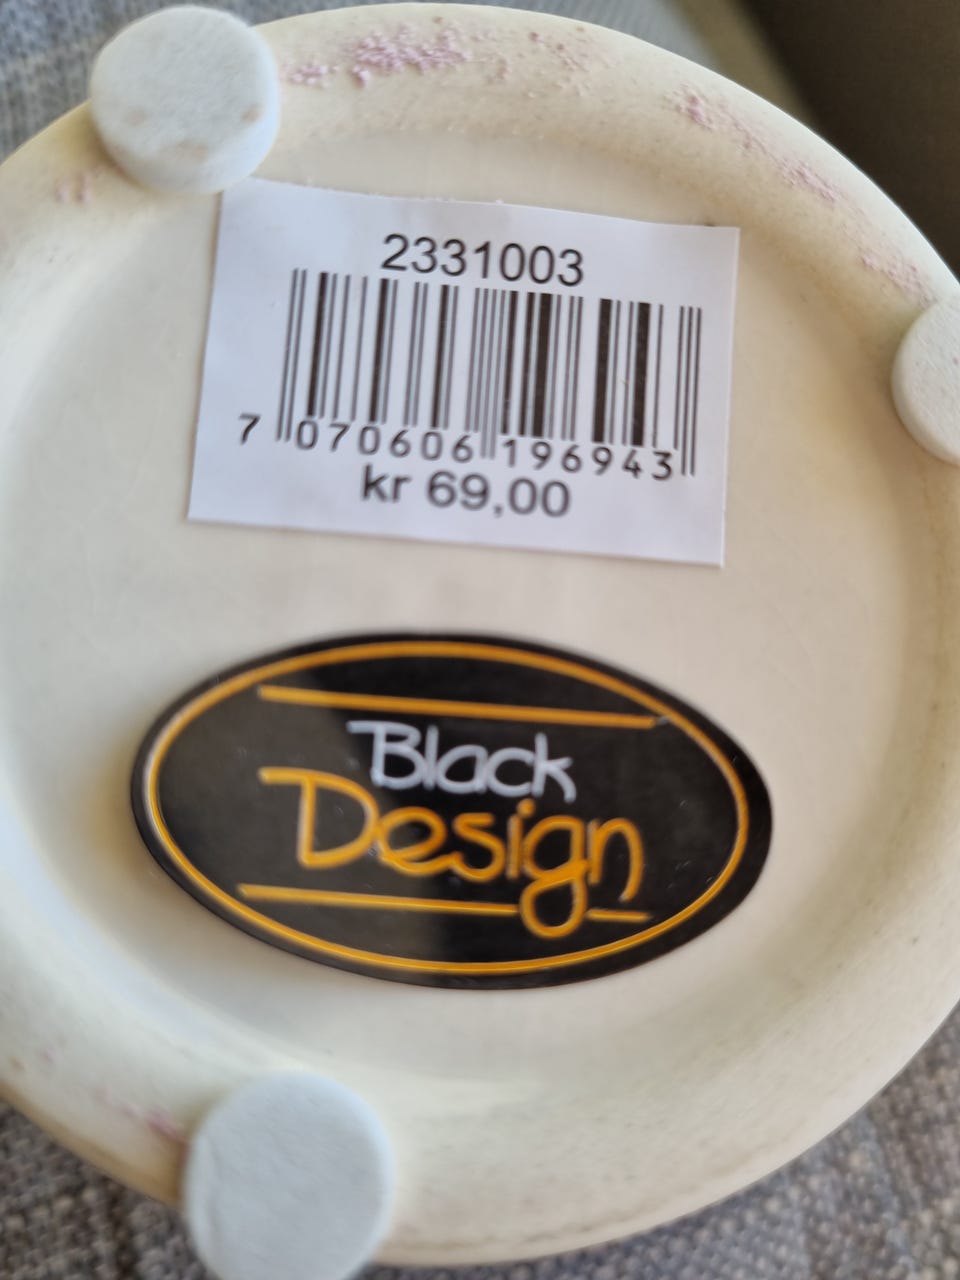 2331003
7 070606 196943
kr 69,00
Black
Design